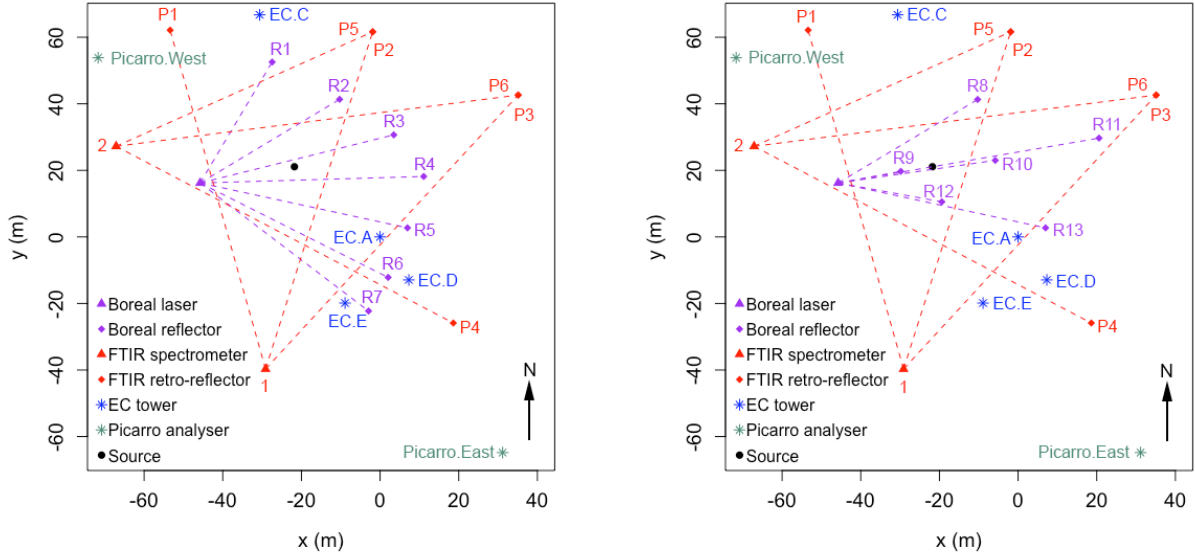 P1
EC.C
P5
P2
Picarro.West
R1
P6
P3
R2
R3
2
R4
R5
EC.A
R6
EC.D
R7
EC.E
P4
1
N
Boreal laser
Boreal reflector
FTIR spectrometer
FTIR retro-reflector
EC tower
Picarro analyser
Source
Picarro.East
60
40
20
0
-20
-40
-60
y (m)
-60 -40 -20 0 20 40
x (m)
P1
EC.C
P5
P2
Picarro.West
P6
P3
R8
R11
2
R9
R10
R12
R13
EC.A
EC.D
EC.E
P4
1
N
Boreal laser
Boreal reflector
FTIR spectrometer
FTIR retro-reflector
EC tower
Picarro analyser
Source
Picarro.East
60
40
20
0
-20
-40
-60
y (m)
-60 -40 -20 0 20 40
x (m)